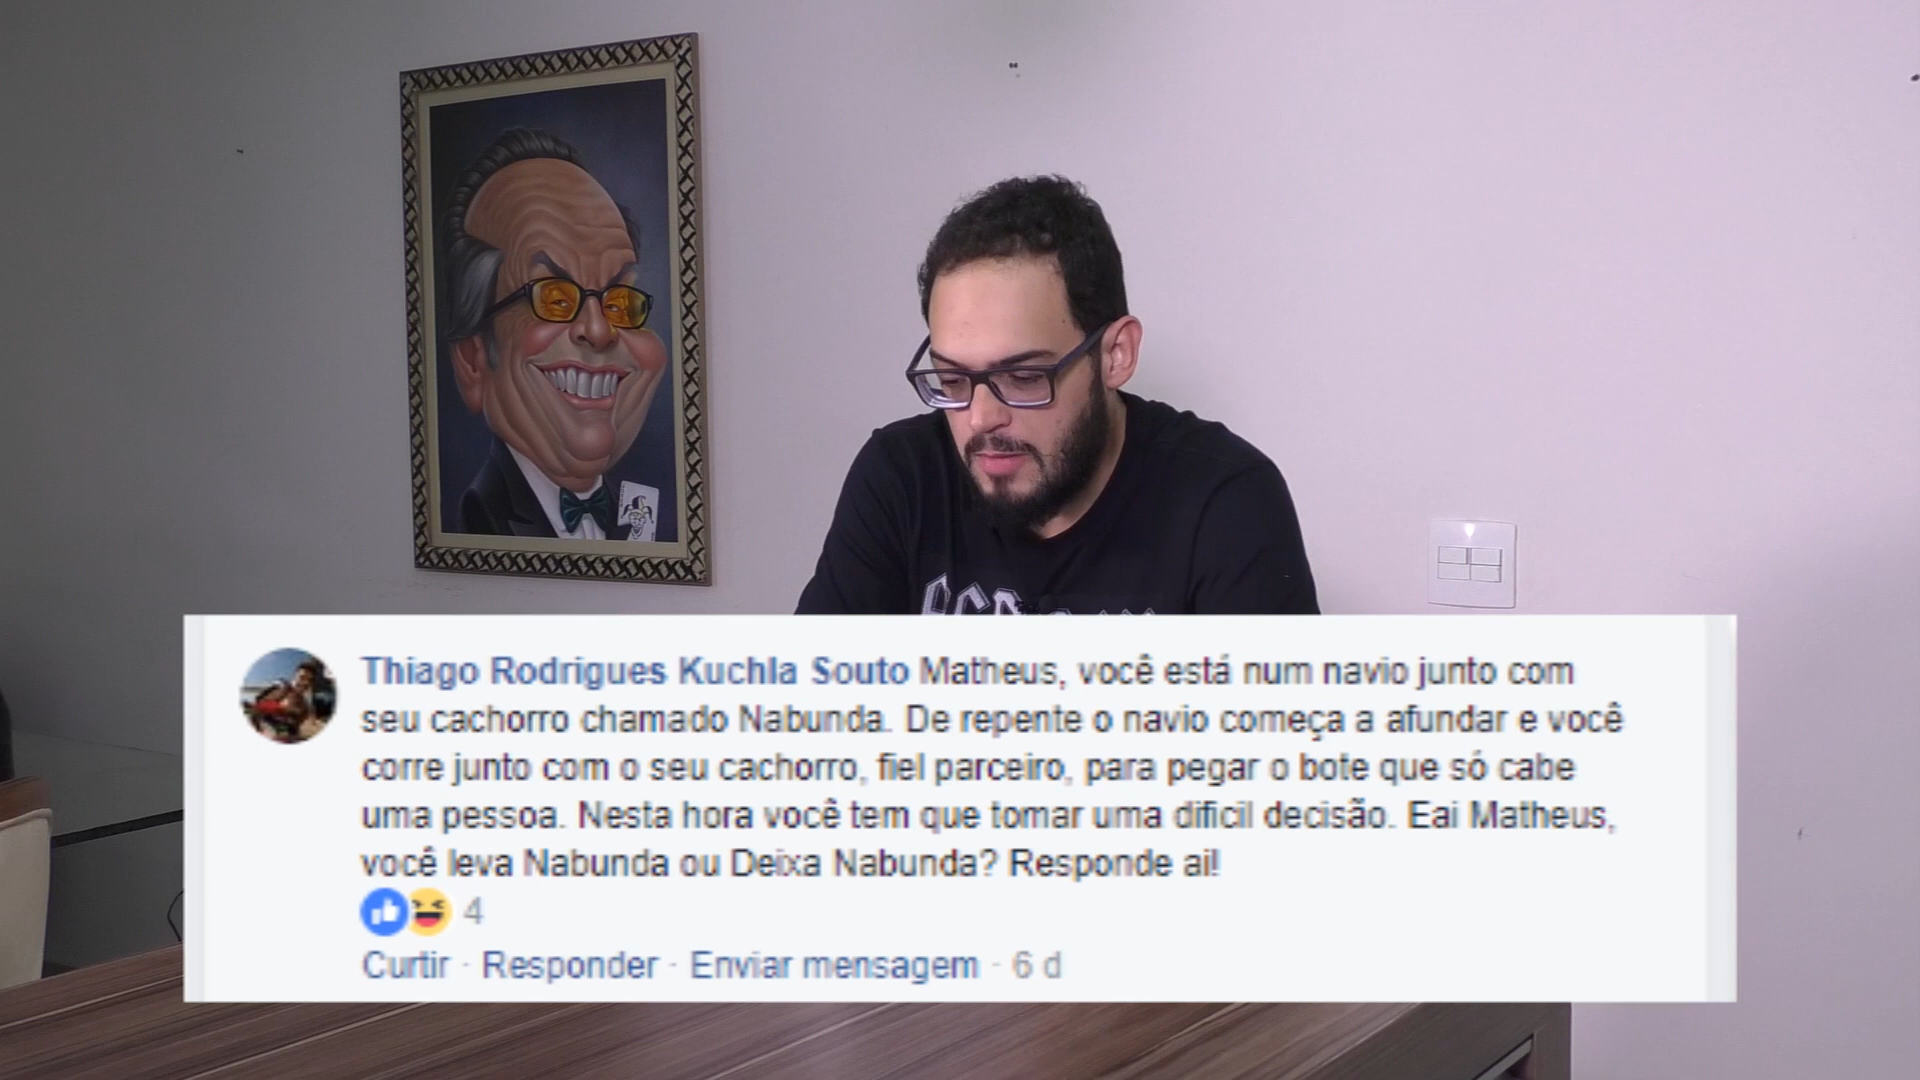 Thiago Rodrigues Kuchla Souto Matheus, você está num navio junto com
seu cachorro chamado Nabunda. De repente o navio começa a afundar e você
corre junto com o seu cachorro, fiel parceiro, para pegar o bote que só cabe
uma pessoa. Nesta hora você tem que tomar uma dificil decisão. Eai Matheus,
você leva Nabunda ou Deixa Nabunda? Responde ai!
4
Curtir · Responder · Enviar mensagem · 6 d